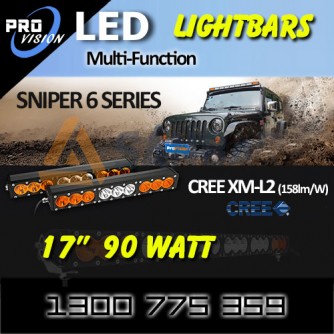 PRO VISION
LED LIGHTBARS
Multi-Function
SNIPER 6 SERIES
CREE XM-L2 (158lm/W)
CREE
17" 90 WATT
1300 775 359